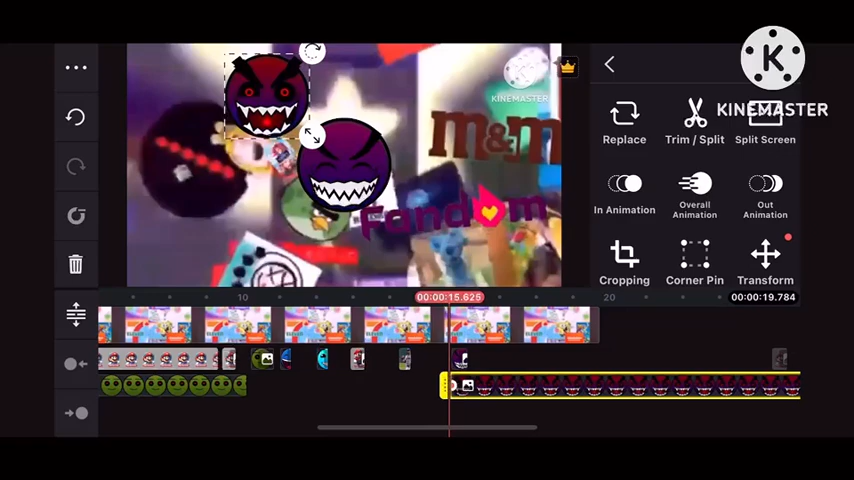 KINEMASTER
KINEMASTER
m&m
Fandom
Replace
Trim / Split
Split Screen
In Animation
Overall
Animation
Out
Animation
Cropping
Corner Pin
Transform
10
00:00:15.625
20
00:00:19.784